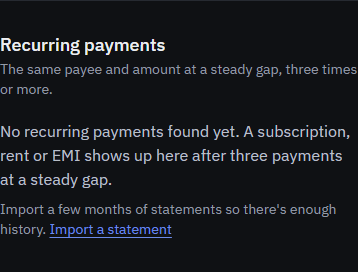 Recurring payments
The same payee and amount at a steady gap, three times
or more.
No recurring payments found yet. A subscription,
rent or EMI shows up here after three payments
at a steady gap.
Import a few months of statements so there's enough
history. Import a statement